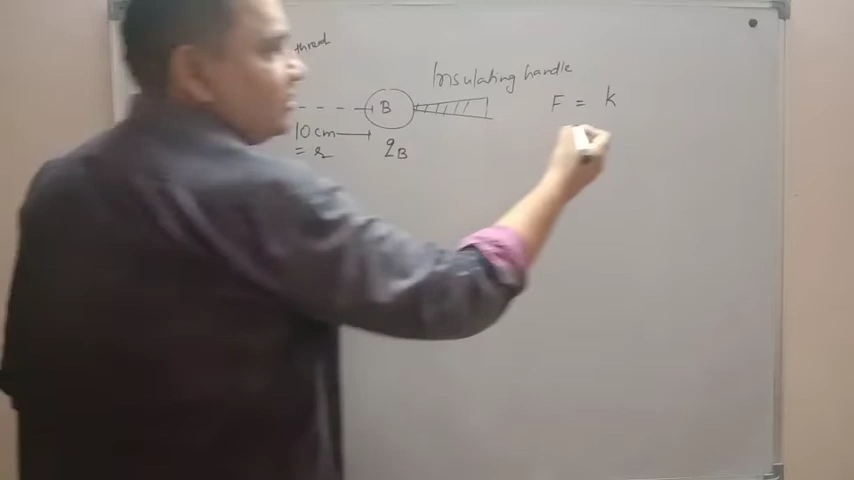 thread
Insulating handle
B
F = k
10 cm
= r
qB